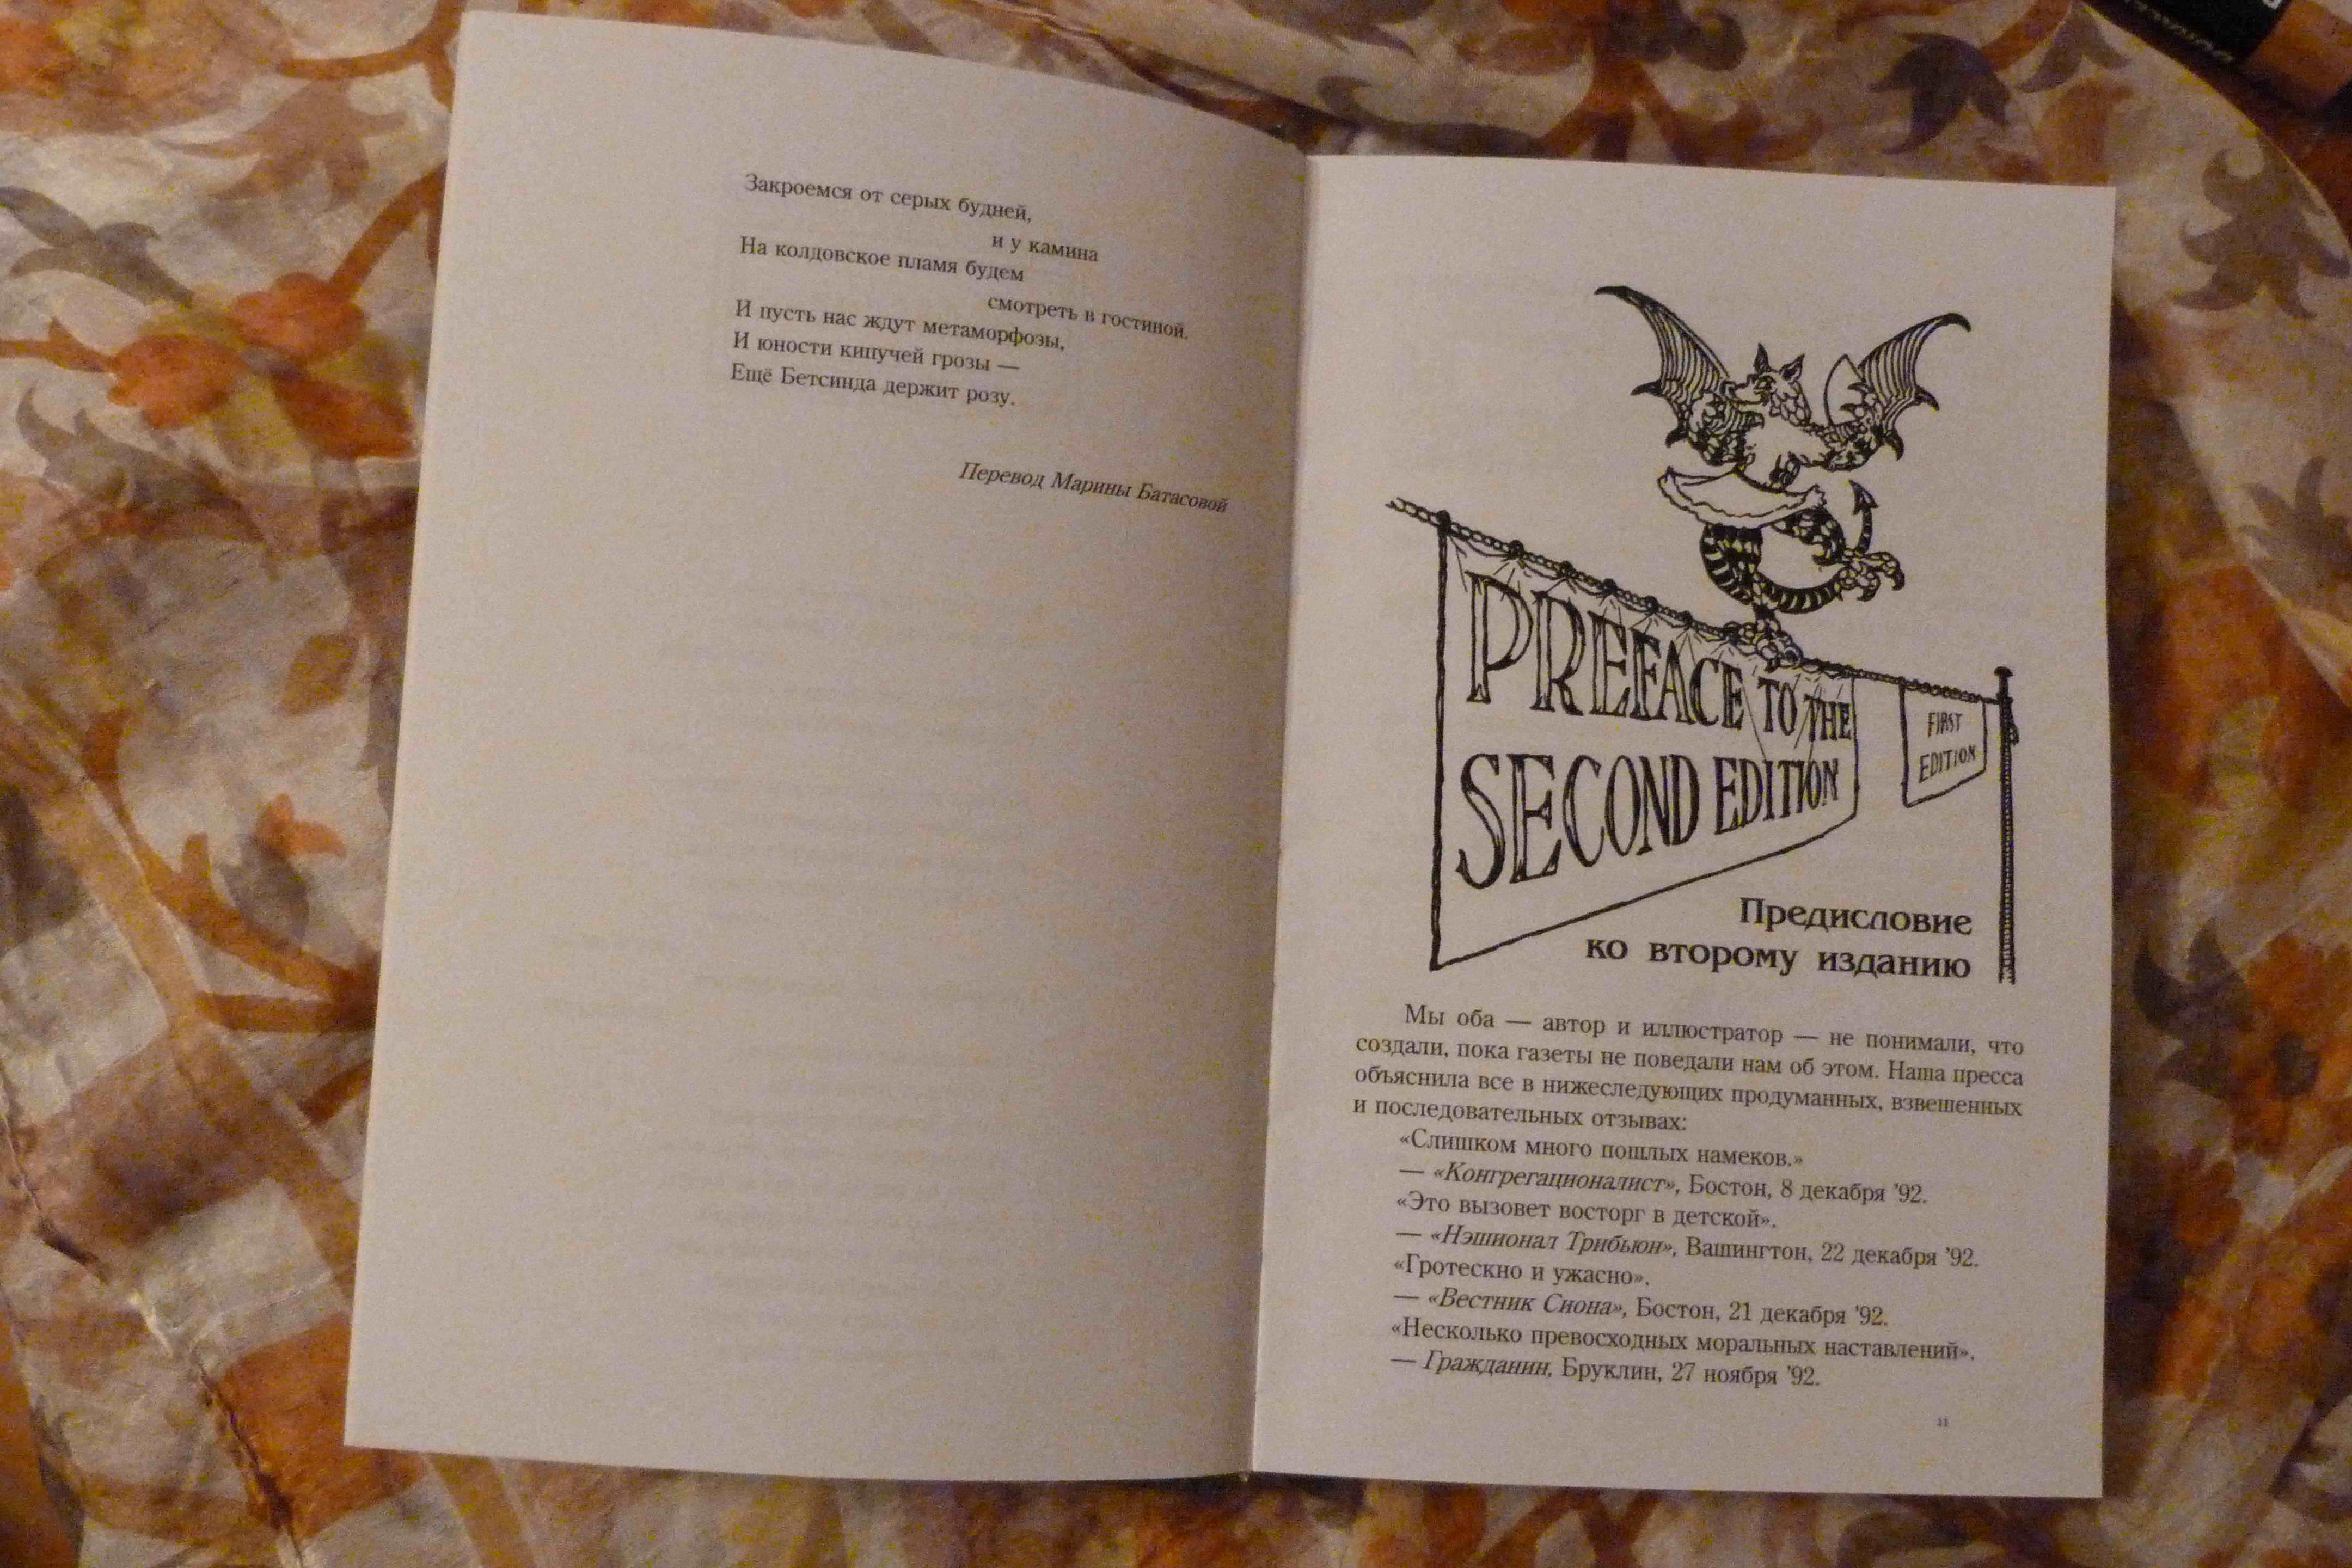 Закроемся от серых будней,
и у камина
На колдовское пламя будем
смотреть в гостиной.
И пусть нас ждут метаморфозы,
И юности кипучей грозы —
Ещё Бетсинда держит розу.
Перевод Марины Батасовой
PREFACE TO THE
SECOND EDITION
FIRST
EDITION
Предисловие
ко второму изданию
Мы оба — автор и иллюстратор — не понимали, что
создали, пока газеты не поведали нам об этом. Наша пресса
объяснила все в нижеследующих продуманных, взвешенных
и последовательных отзывах:
«Слишком много пошлых намеков.»
— «Конгрегационалист», Бостон, 8 декабря ’92.
«Это вызовет восторг в детской».
— «Нэшионал Трибьюн», Вашингтон, 22 декабря ’92.
«Гротескно и ужасно».
— «Вестник Сиона», Бостон, 21 декабря ’92.
«Несколько превосходных моральных наставлений».
— Гражданин, Бруклин, 27 ноября ’92.
11